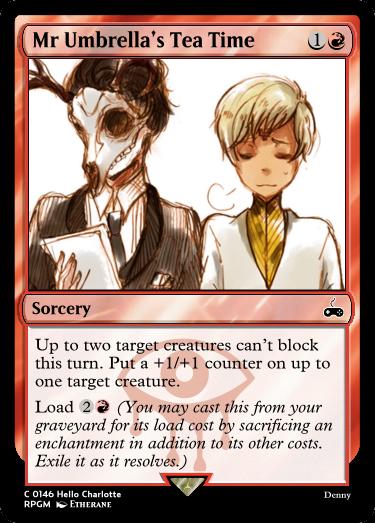 Mr Umbrella's Tea Time 1
Sorcery
Up to two target creatures can't block
this turn. Put a +1/+1 counter on up to
one target creature.
Load 2 (You may cast this from your
graveyard for its load cost by sacrificing an
enchantment in addition to its other costs.
Exile it as it resolves.)
C 0146 Hello Charlotte
RPGM ETHERANE
Denny